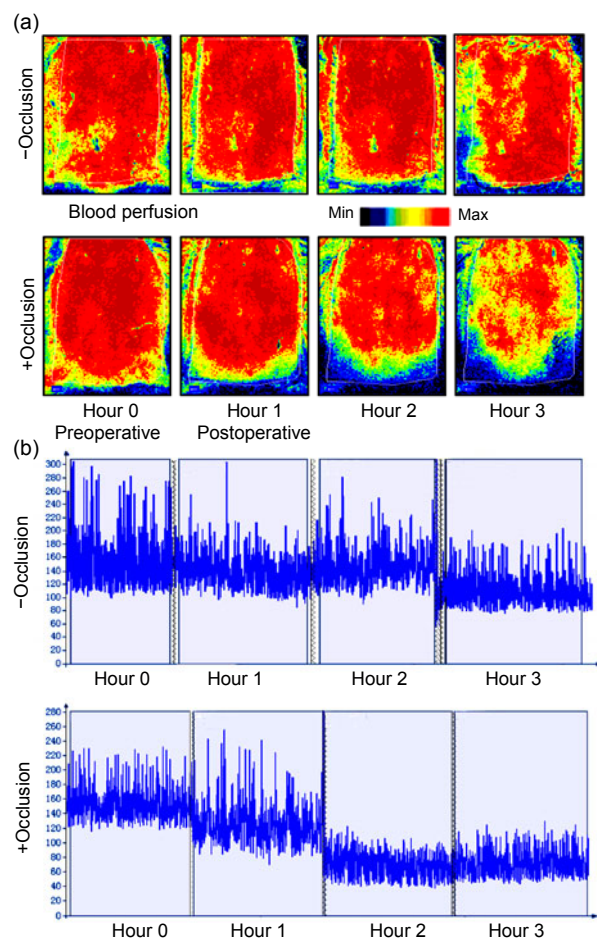 (a)
−Occlusion
Blood perfusion
Min
Max
+Occlusion
Hour 0
Preoperative
Hour 1
Postoperative
Hour 2
Hour 3
(b)
−Occlusion
300
280
260
240
220
200
180
160
140
120
100
80
60
40
20
0
Hour 0
Hour 1
Hour 2
Hour 3
+Occlusion
280
260
240
220
200
180
160
140
120
100
80
60
40
20
0
Hour 0
Hour 1
Hour 2
Hour 3